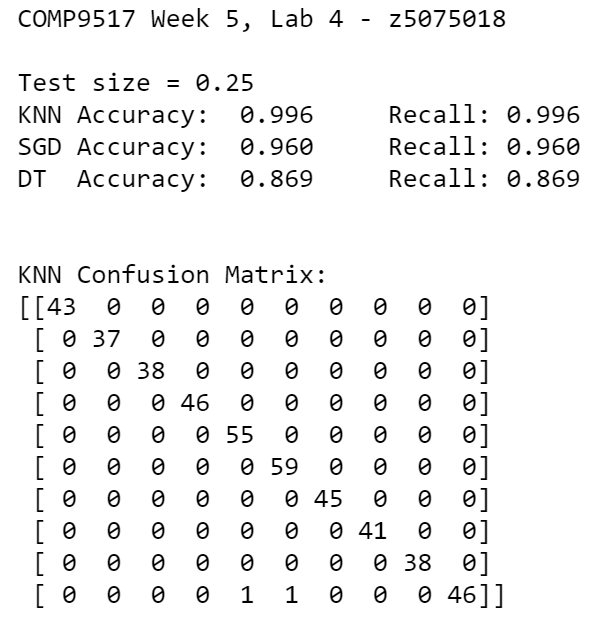 COMP9517 Week 5, Lab 4 - z5075018
Test size = 0.25
KNN Accuracy:  0.996     Recall: 0.996
SGD Accuracy:  0.960     Recall: 0.960
DT  Accuracy:  0.869     Recall: 0.869
KNN Confusion Matrix:
[[43  0  0  0  0  0  0  0  0  0]
 [ 0 37  0  0  0  0  0  0  0  0]
 [ 0  0 38  0  0  0  0  0  0  0]
 [ 0  0  0 46  0  0  0  0  0  0]
 [ 0  0  0  0 55  0  0  0  0  0]
 [ 0  0  0  0  0 59  0  0  0  0]
 [ 0  0  0  0  0  0 45  0  0  0]
 [ 0  0  0  0  0  0  0 41  0  0]
 [ 0  0  0  0  0  0  0  0 38  0]
 [ 0  0  0  0  1  1  0  0  0 46]]